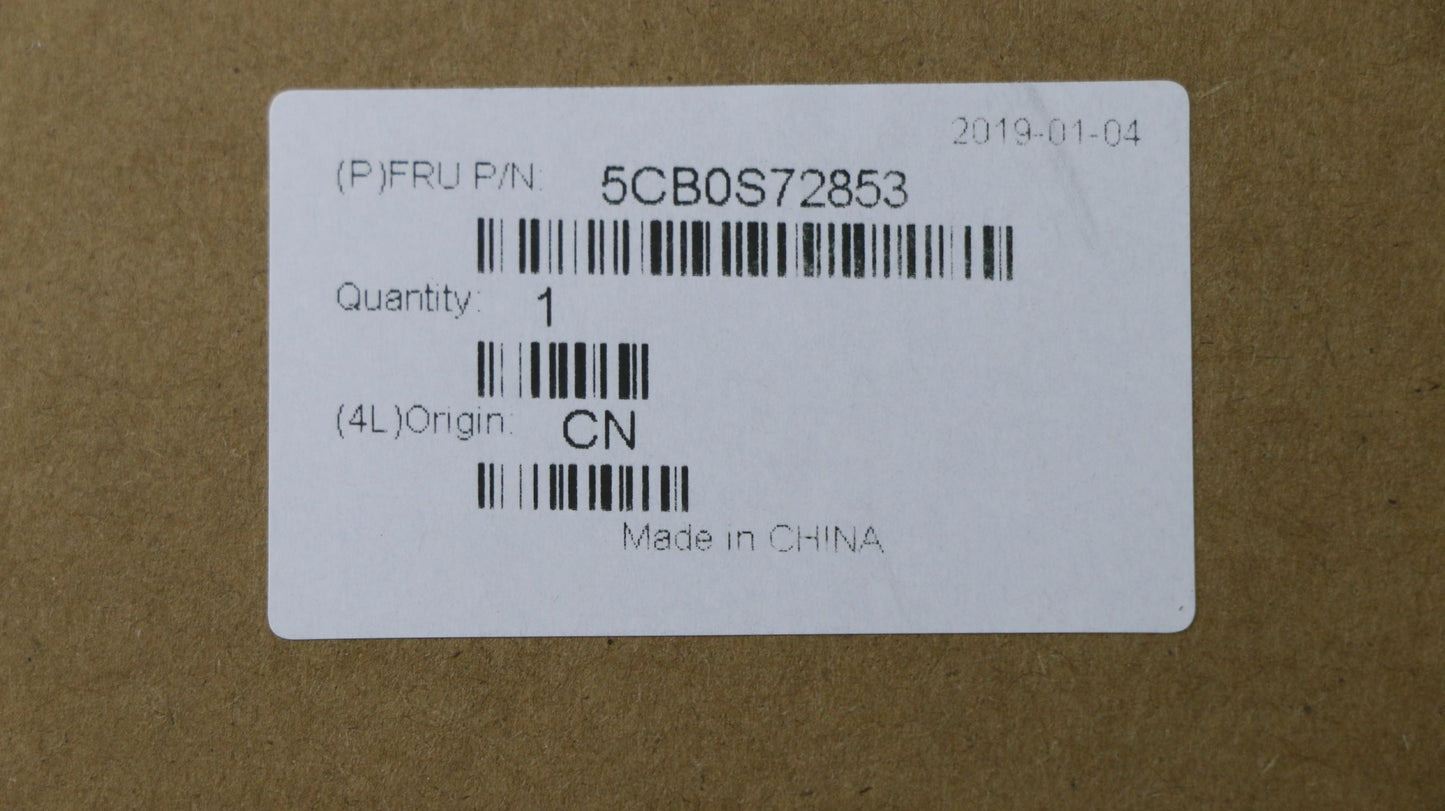 2019-01-04
(P)FRU P/N: 5CB0S72853
Quantity: 1
(4L)Origin: CN
Made in CHINA